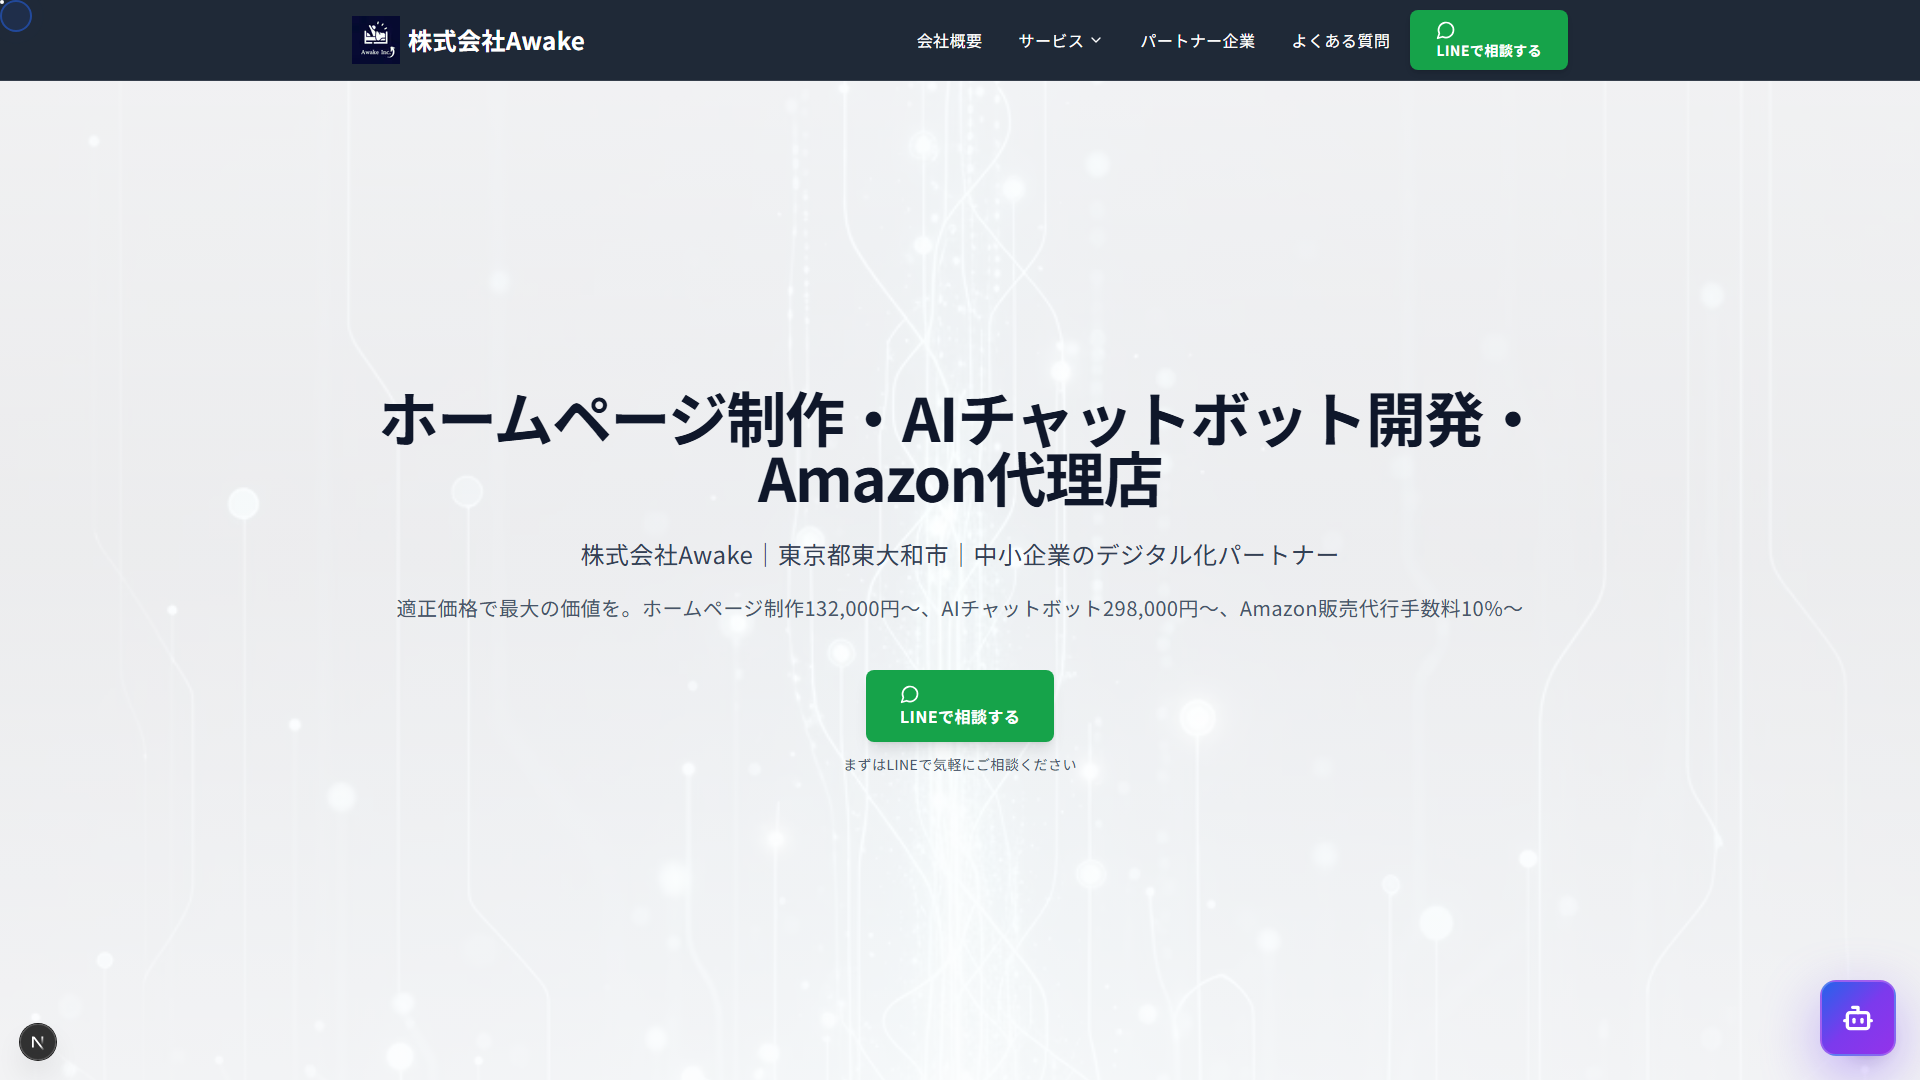 Awake Inc.
株式会社Awake
会社概要
サービス
パートナー企業
よくある質問
LINEで相談する
ホームページ制作・AIチャットボット開発・
Amazon代理店
株式会社Awake｜東京都東大和市｜中小企業のデジタル化パートナー
適正価格で最大の価値を。ホームページ制作132,000円〜、AIチャットボット298,000円〜、Amazon販売代行手数料10%〜
LINEで相談する
まずはLINEで気軽にご相談ください
N